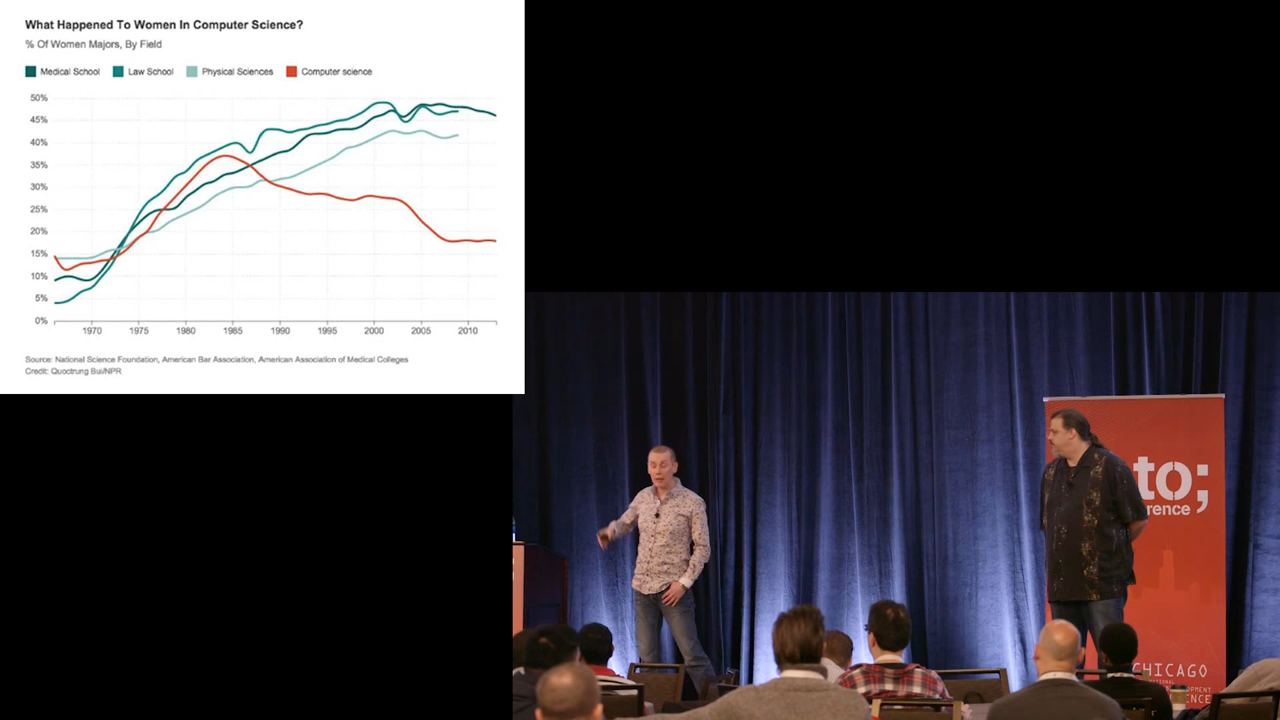 What Happened To Women In Computer Science?
% Of Women Majors, By Field
Medical School Law School Physical Sciences Computer science
50%
45%
40%
35%
30%
25%
20%
15%
10%
5%
0%
1970 1975 1980 1985 1990 1995 2000 2005 2010
Source: National Science Foundation, American Bar Association, American Association of Medical Colleges
Credit: Quoctrung Bui/NPR
to;
rence
CHICAGO